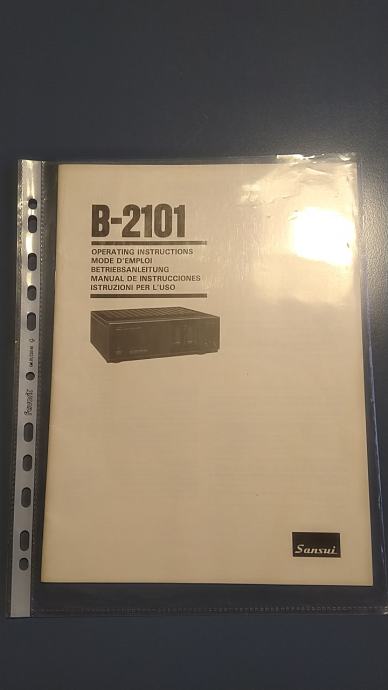 B-2101
OPERATING INSTRUCTIONS
MODE D'EMPLOI
BETRIEBSANLEITUNG
MANUAL DE INSTRUCCIONES
ISTRUZIONI PER L'USO
Sansui